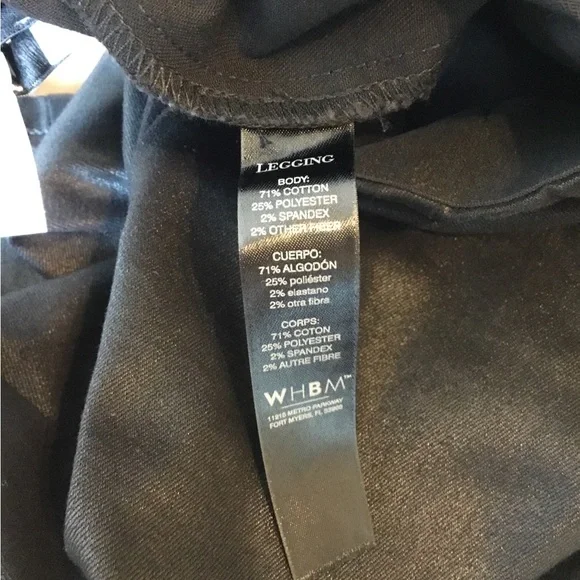 LEGGING
BODY:
71% COTTON
25% POLYESTER
2% SPANDEX
2% OTHER FIBER
CUERPO:
71% ALGODÓN
25% poliéster
2% elastano
2% otra fibra
CORPS:
71% COTON
25% POLYESTER
2% SPANDEX
2% AUTRE FIBRE
WHBM™
11215 METRO PARKWAY
FORT MYERS, FL 33966